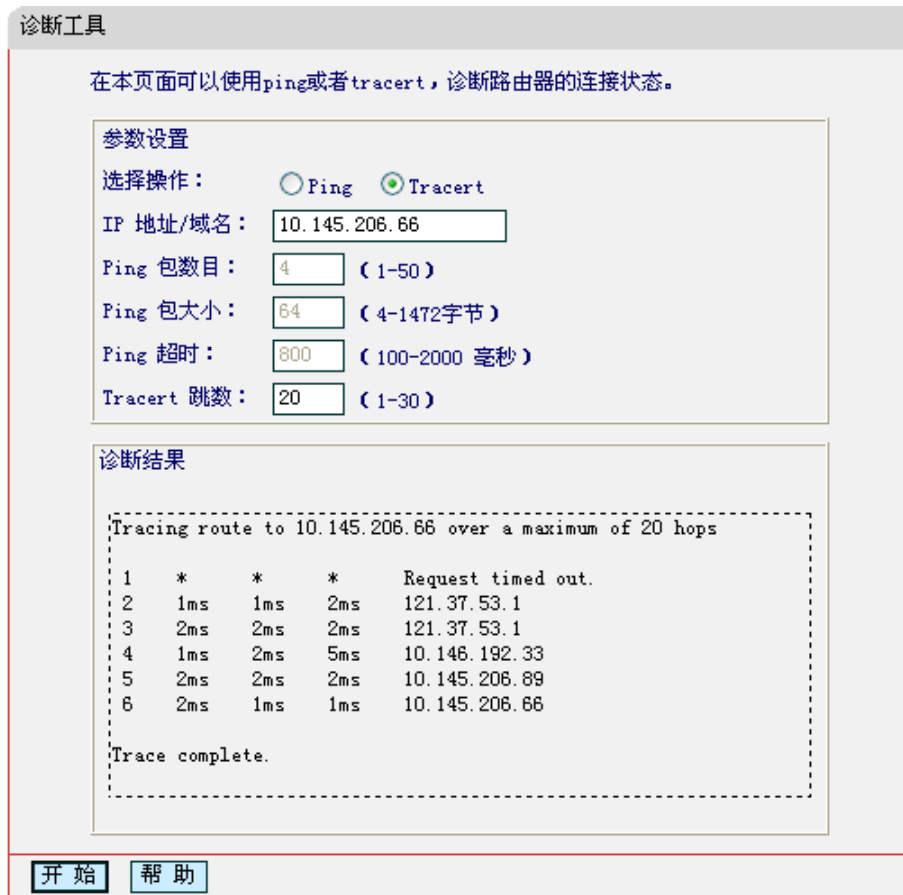 诊断工具
在本页面可以使用ping或者tracert，诊断路由器的连接状态。
参数设置
选择操作： Ping Tracert
IP 地址/域名： 10.145.206.66
Ping 包数目： 4 （1-50）
Ping 包大小： 64 （4-1472字节）
Ping 超时： 800 （100-2000 毫秒）
Tracert 跳数： 20 （1-30）
诊断结果
Tracing route to 10.145.206.66 over a maximum of 20 hops
1 * * * Request timed out.
2 1ms 1ms 2ms 121.37.53.1
3 2ms 2ms 2ms 121.37.53.1
4 1ms 2ms 5ms 10.146.192.33
5 2ms 2ms 2ms 10.145.206.89
6 2ms 1ms 1ms 10.145.206.66
Trace complete.
开 始 帮 助